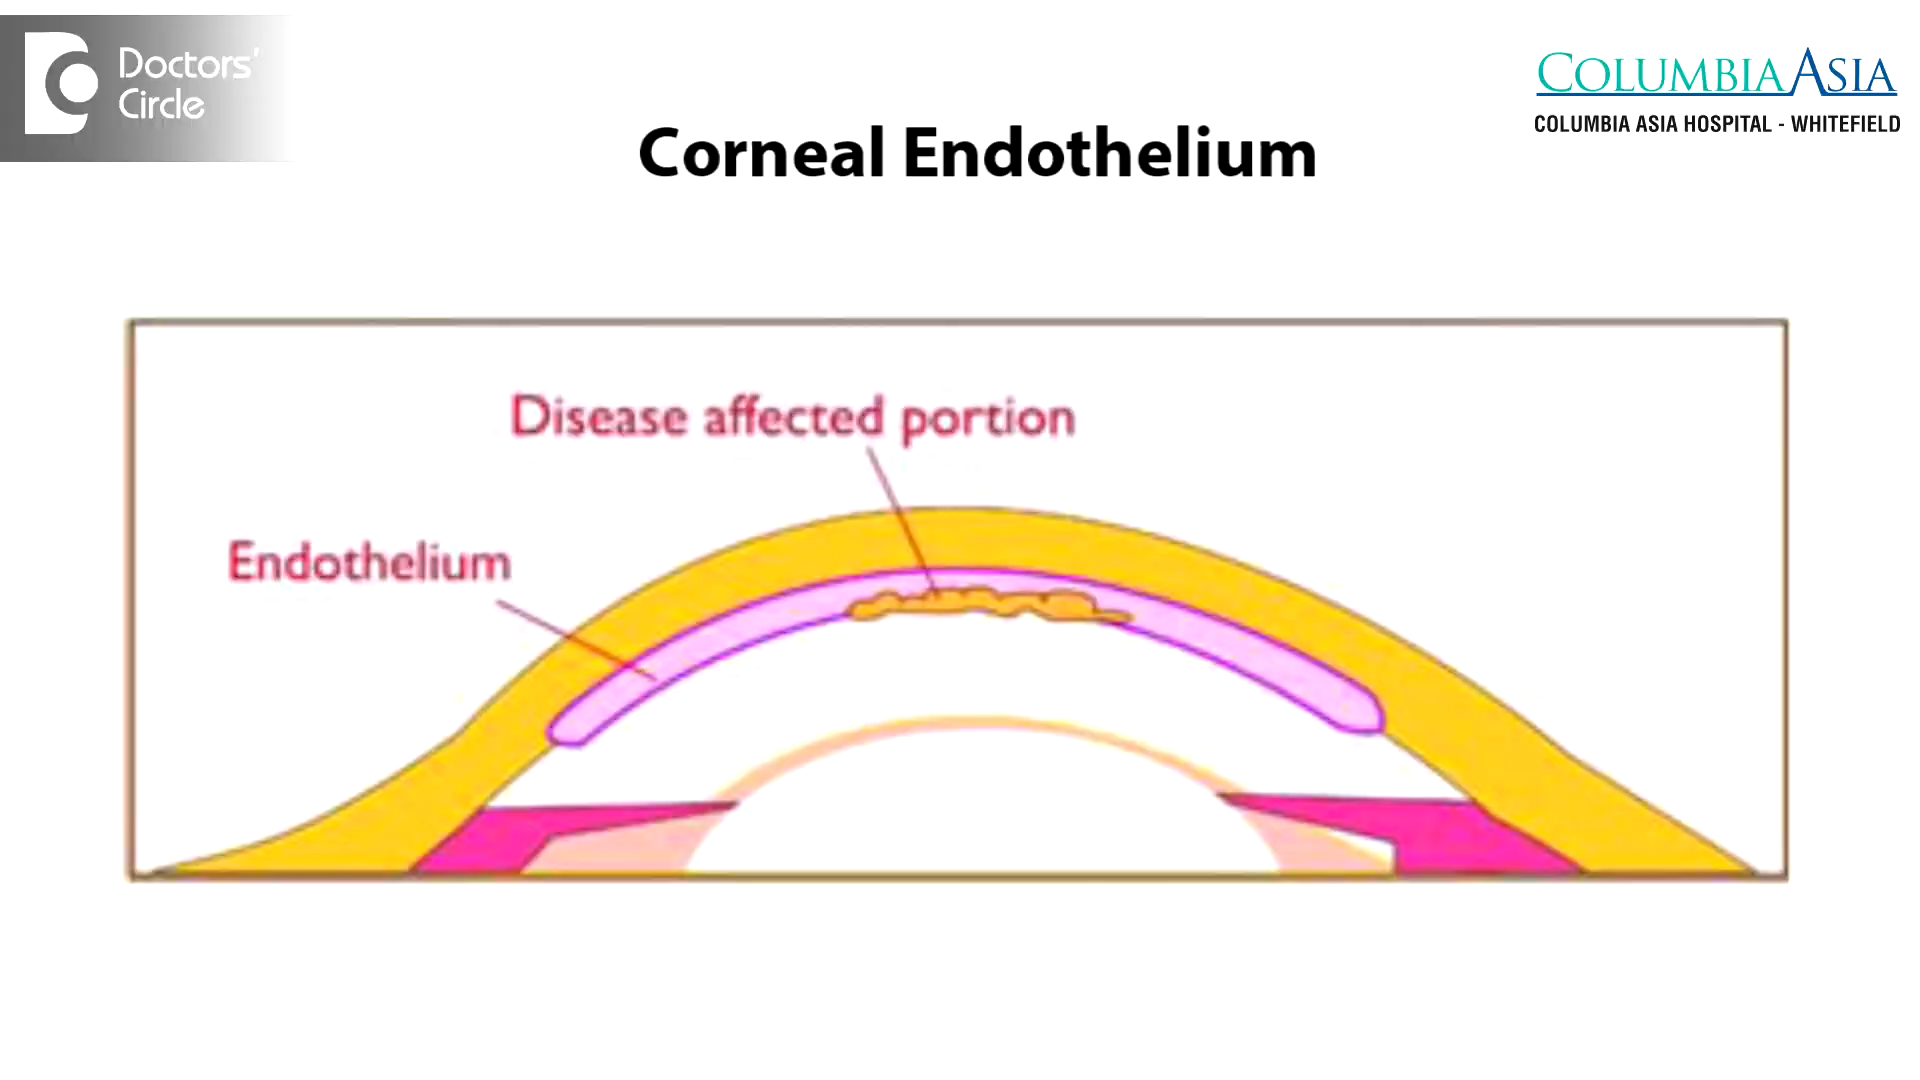 Doctors'
Circle
COLUMBIA ASIA
COLUMBIA ASIA HOSPITAL - WHITEFIELD
Corneal Endothelium
Disease affected portion
Endothelium